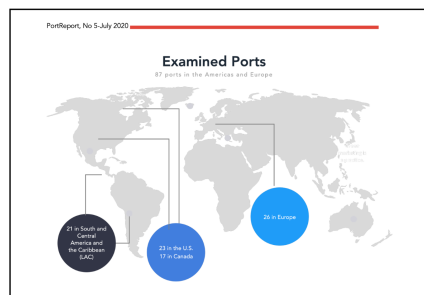 PortReport, No 5-July 2020
Examined Ports
87 ports in the Americas and Europe
21 in South and
Central
America and
the Caribbean
(LAC)
23 in the U.S.
17 in Canada
26 in Europe